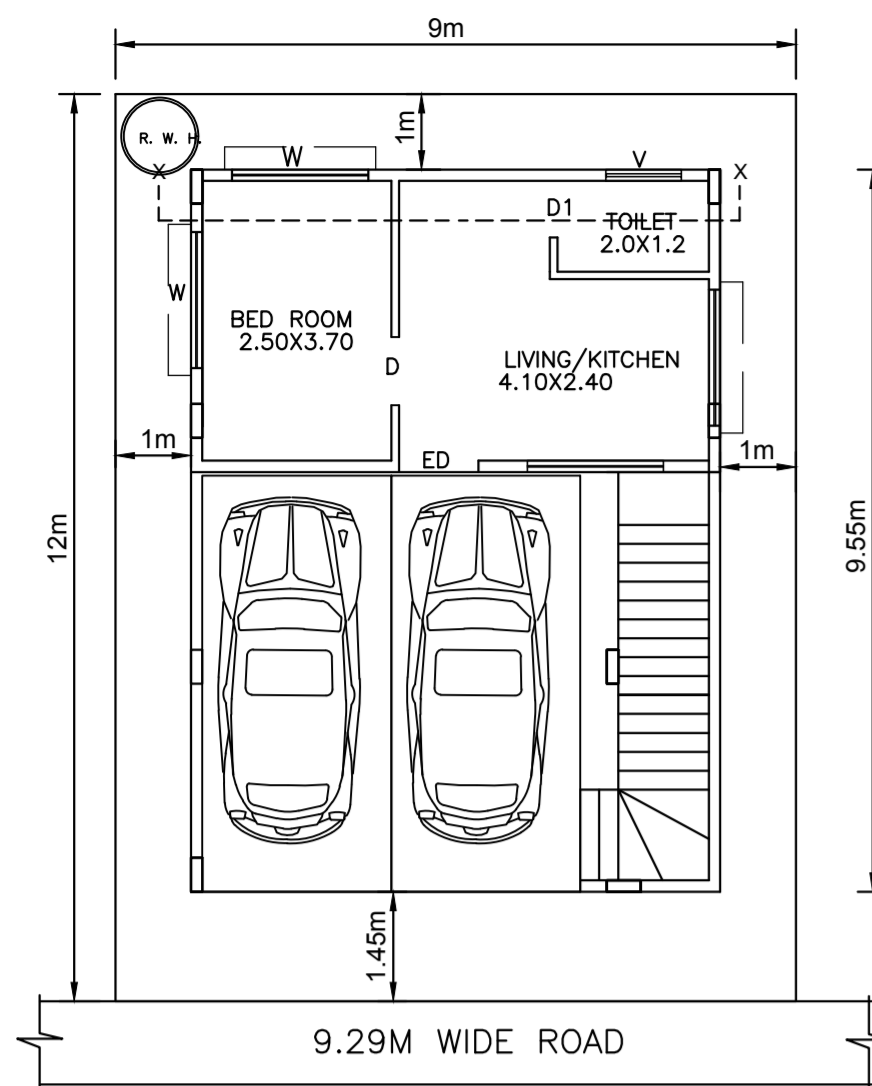 9m
1m
R. W. H.
W
V
X
X
D1
TOILET
2.0X1.2
W
BED ROOM
2.50X3.70
LIVING/KITCHEN
4.10X2.40
D
1m
ED
1m
12m
9.55m
1.45m
9.29M WIDE ROAD